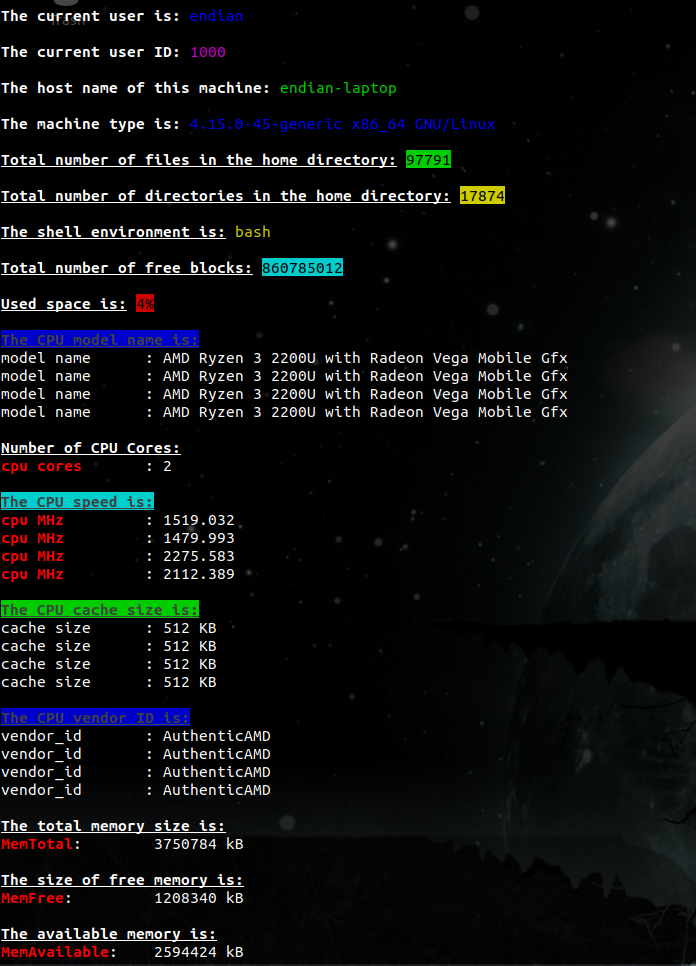 Trash
The current user is: endian
The current user ID: 1000
The host name of this machine: endian-laptop
The machine type is: 4.15.0-45-generic x86_64 GNU/Linux
Total number of files in the home directory: 97791
Total number of directories in the home directory: 17874
The shell environment is: bash
Total number of free blocks: 860785012
Used space is: 4%
The CPU model name is:
model name : AMD Ryzen 3 2200U with Radeon Vega Mobile Gfx
model name : AMD Ryzen 3 2200U with Radeon Vega Mobile Gfx
model name : AMD Ryzen 3 2200U with Radeon Vega Mobile Gfx
model name : AMD Ryzen 3 2200U with Radeon Vega Mobile Gfx
Number of CPU Cores:
cpu cores : 2
The CPU speed is:
cpu MHz : 1519.032
cpu MHz : 1479.993
cpu MHz : 2275.583
cpu MHz : 2112.389
The CPU cache size is:
cache size : 512 KB
cache size : 512 KB
cache size : 512 KB
cache size : 512 KB
The CPU vendor ID is:
vendor_id : AuthenticAMD
vendor_id : AuthenticAMD
vendor_id : AuthenticAMD
vendor_id : AuthenticAMD
The total memory size is:
MemTotal: 3750784 kB
The size of free memory is:
MemFree: 1208340 kB
The available memory is:
MemAvailable: 2594424 kB